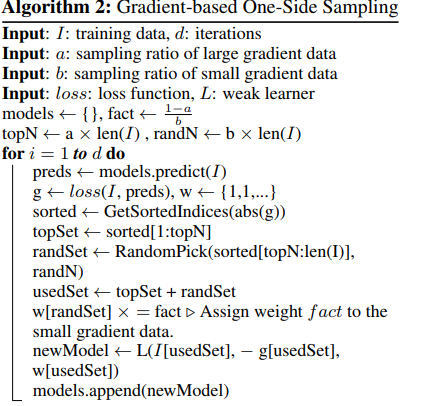 Algorithm 2: Gradient-based One-Side Sampling
Input: I: training data, d: iterations
Input: a: sampling ratio of large gradient data
Input: b: sampling ratio of small gradient data
Input: loss: loss function, L: weak learner
models ← {}, fact ← (1−a)/b
topN ← a × len(I) , randN ← b × len(I)
for i = 1 to d do
preds ← models.predict(I)
g ← loss(I, preds), w ← {1,1,...}
sorted ← GetSortedIndices(abs(g))
topSet ← sorted[1:topN]
randSet ← RandomPick(sorted[topN:len(I)],
randN)
usedSet ← topSet + randSet
w[randSet] × = fact ▷ Assign weight fact to the
small gradient data.
newModel ← L(I[usedSet], − g[usedSet],
w[usedSet])
models.append(newModel)